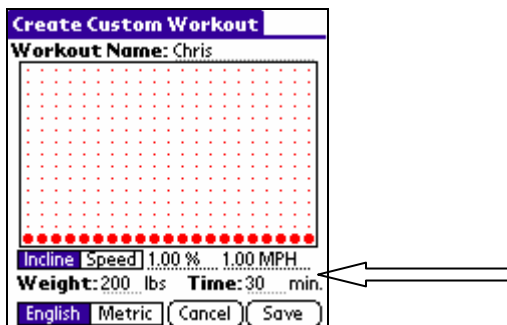 Create Custom Workout
Workout Name: Chris
Incline Speed 1.00 % 1.00 MPH
Weight: 200 lbs Time: 30 min.
English Metric Cancel Save